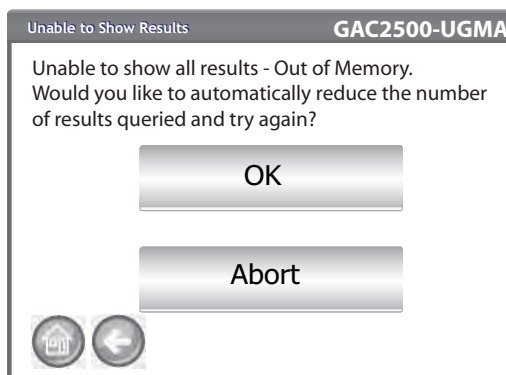 Unable to Show Results
GAC2500-UGMA
Unable to show all results - Out of Memory.
Would you like to automatically reduce the number
of results queried and try again?
OK
Abort